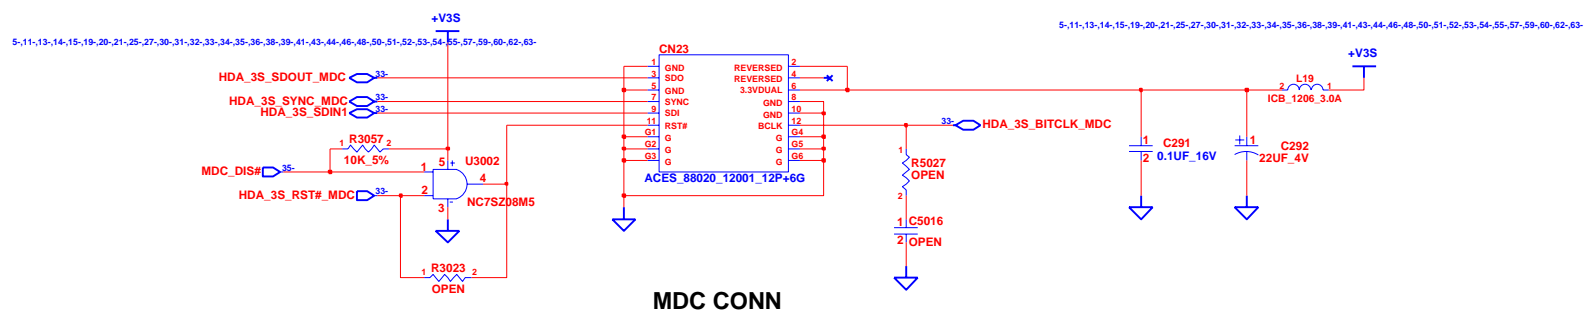 +V3S
5-,11-,13-,14-,15-,19-,20-,21-,25-,27-,30-,31-,32-,33-,34-,35-,36-,38-,39-,41-,43-,44-,46-,48-,50-,51-,52-,53-,54-,55-,57-,59-,60-,62-,63-
5-,11-,13-,14-,15-,19-,20-,21-,25-,27-,30-,31-,32-,33-,34-,35-,36-,38-,39-,41-,43-,44-,46-,48-,50-,51-,52-,53-,54-,55-,57-,59-,60-,62-,63-
+V3S
CN23
1 GND REVERSED 2
HDA_3S_SDOUT_MDC 33- 3 SDO REVERSED 4
5 GND 3.3VDUAL 6
2 L19 1
ICB_1206_3.0A
HDA_3S_SYNC_MDC 33- 7 SYNC GND 8
HDA_3S_SDIN1 33- 9 SDI GND 10
11 RST# BCLK 12 33- HDA_3S_BITCLK_MDC
G1 G G G4
G2 G G G5
G3 G G G6
ACES_88020_12001_12P+6G
1 R3057 2
10K_5%
MDC_DIS# 35- 1
5 + U3002
4
HDA_3S_RST#_MDC 33- 2
3 -
NC7SZ08M5
1 R3023 2
OPEN
1
R5027
OPEN
2
1 C5016
2 OPEN
1 C291
2 0.1UF_16V
+ 1 C292
2 22UF_4V
MDC CONN